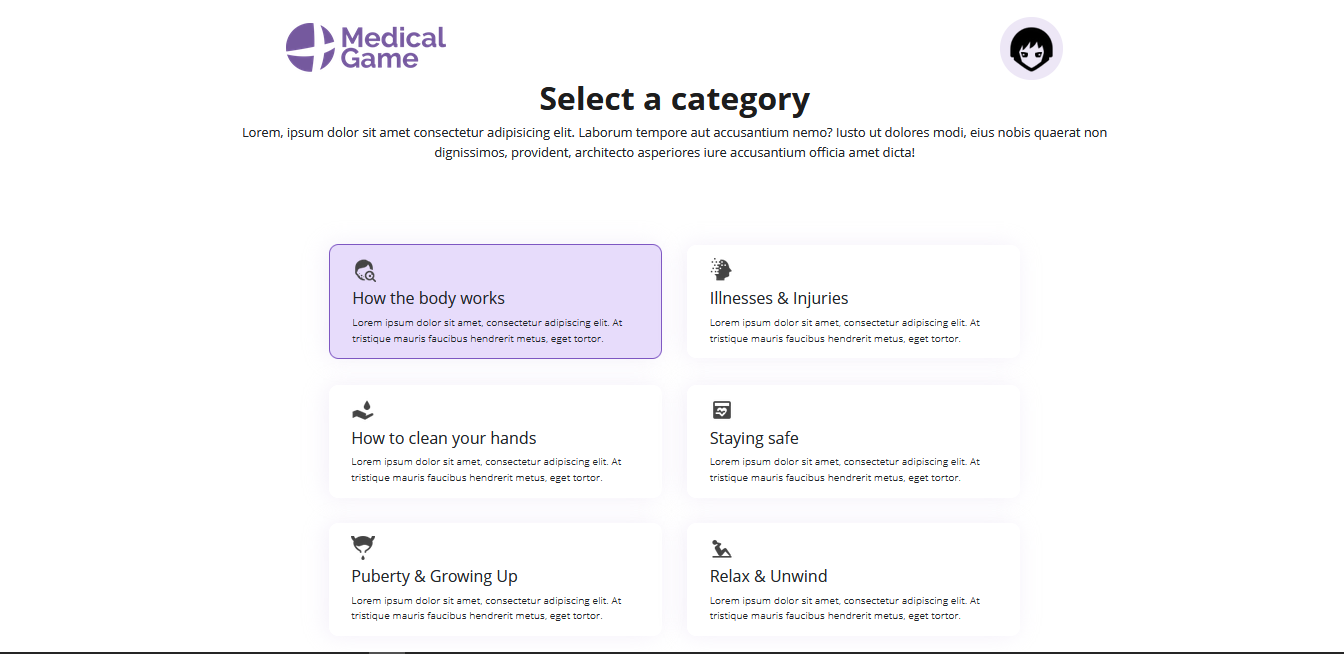 Medical
Game
Select a category
Lorem, ipsum dolor sit amet consectetur adipisicing elit. Laborum tempore aut accusantium nemo? Iusto ut dolores modi, eius nobis quaerat non
dignissimos, provident, architecto asperiores iure accusantium officia amet dicta!
How the body works
Lorem ipsum dolor sit amet, consectetur adipiscing elit. At
tristique mauris faucibus hendrerit metus, eget tortor.
Illnesses & Injuries
Lorem ipsum dolor sit amet, consectetur adipiscing elit. At
tristique mauris faucibus hendrerit metus, eget tortor.
How to clean your hands
Lorem ipsum dolor sit amet, consectetur adipiscing elit. At
tristique mauris faucibus hendrerit metus, eget tortor.
Staying safe
Lorem ipsum dolor sit amet, consectetur adipiscing elit. At
tristique mauris faucibus hendrerit metus, eget tortor.
Puberty & Growing Up
Lorem ipsum dolor sit amet, consectetur adipiscing elit. At
tristique mauris faucibus hendrerit metus, eget tortor.
Relax & Unwind
Lorem ipsum dolor sit amet, consectetur adipiscing elit. At
tristique mauris faucibus hendrerit metus, eget tortor.